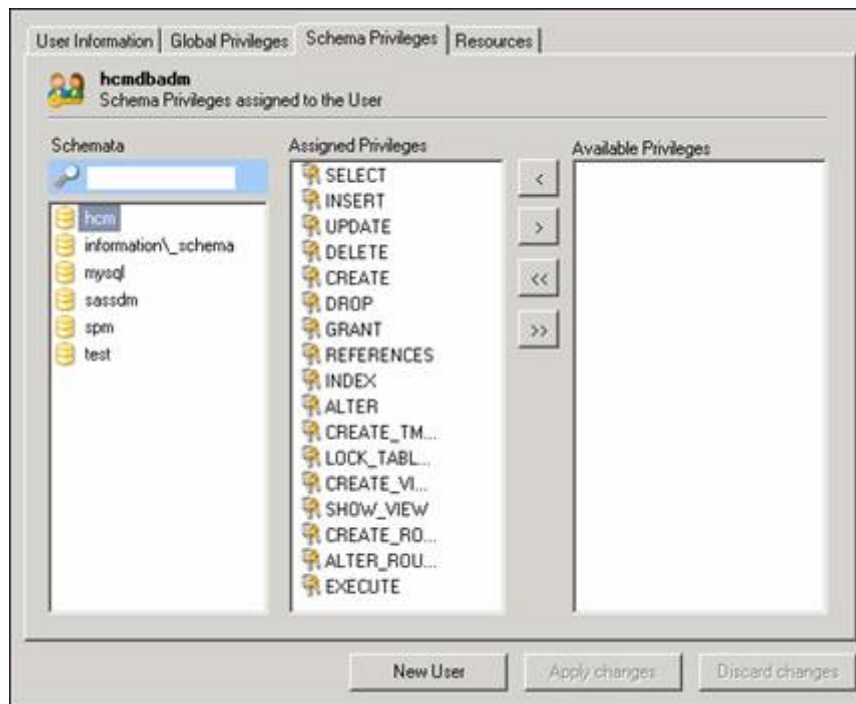 User Information Global Privileges Schema Privileges Resources
hcmdbadm
Schema Privileges assigned to the User
Schemata
hcm
information\_schema
mysql
sassdm
spm
test
Assigned Privileges
SELECT
INSERT
UPDATE
DELETE
CREATE
DROP
GRANT
REFERENCES
INDEX
ALTER
CREATE_TM...
LOCK_TABL...
CREATE_VI...
SHOW_VIEW
CREATE_RO...
ALTER_ROU...
EXECUTE
<
>
<<
>>
Available Privileges
New User Apply changes Discard changes